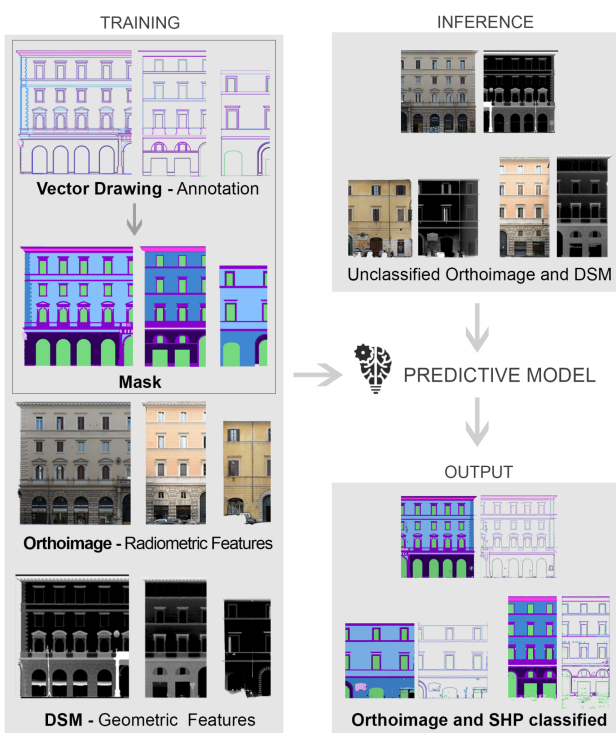 TRAINING
Vector Drawing - Annotation
Mask
Orthoimage - Radiometric Features
DSM - Geometric Features
INFERENCE
Unclassified Orthoimage and DSM
PREDICTIVE MODEL
OUTPUT
Orthoimage and SHP classified